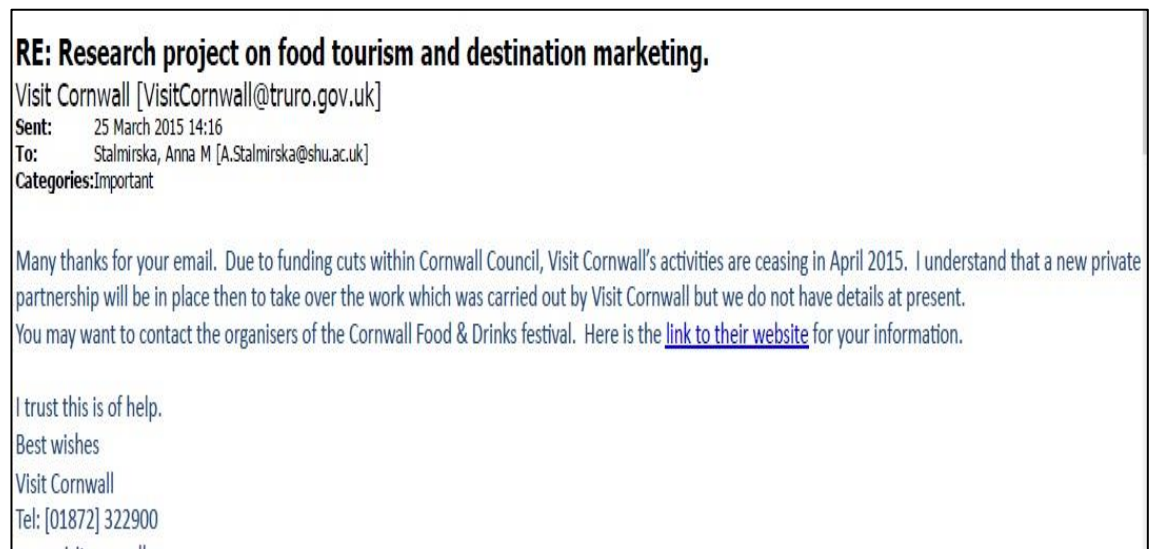 RE: Research project on food tourism and destination marketing.
Visit Cornwall [VisitCornwall@truro.gov.uk]
Sent: 25 March 2015 14:16
To: Stalmirska, Anna M [A.Stalmirska@shu.ac.uk]
Categories:Important
Many thanks for your email. Due to funding cuts within Cornwall Council, Visit Cornwall's activities are ceasing in April 2015. I understand that a new private
partnership will be in place then to take over the work which was carried out by Visit Cornwall but we do not have details at present.
You may want to contact the organisers of the Cornwall Food & Drinks festival. Here is the link to their website for your information.
I trust this is of help.
Best wishes
Visit Cornwall
Tel: [01872] 322900